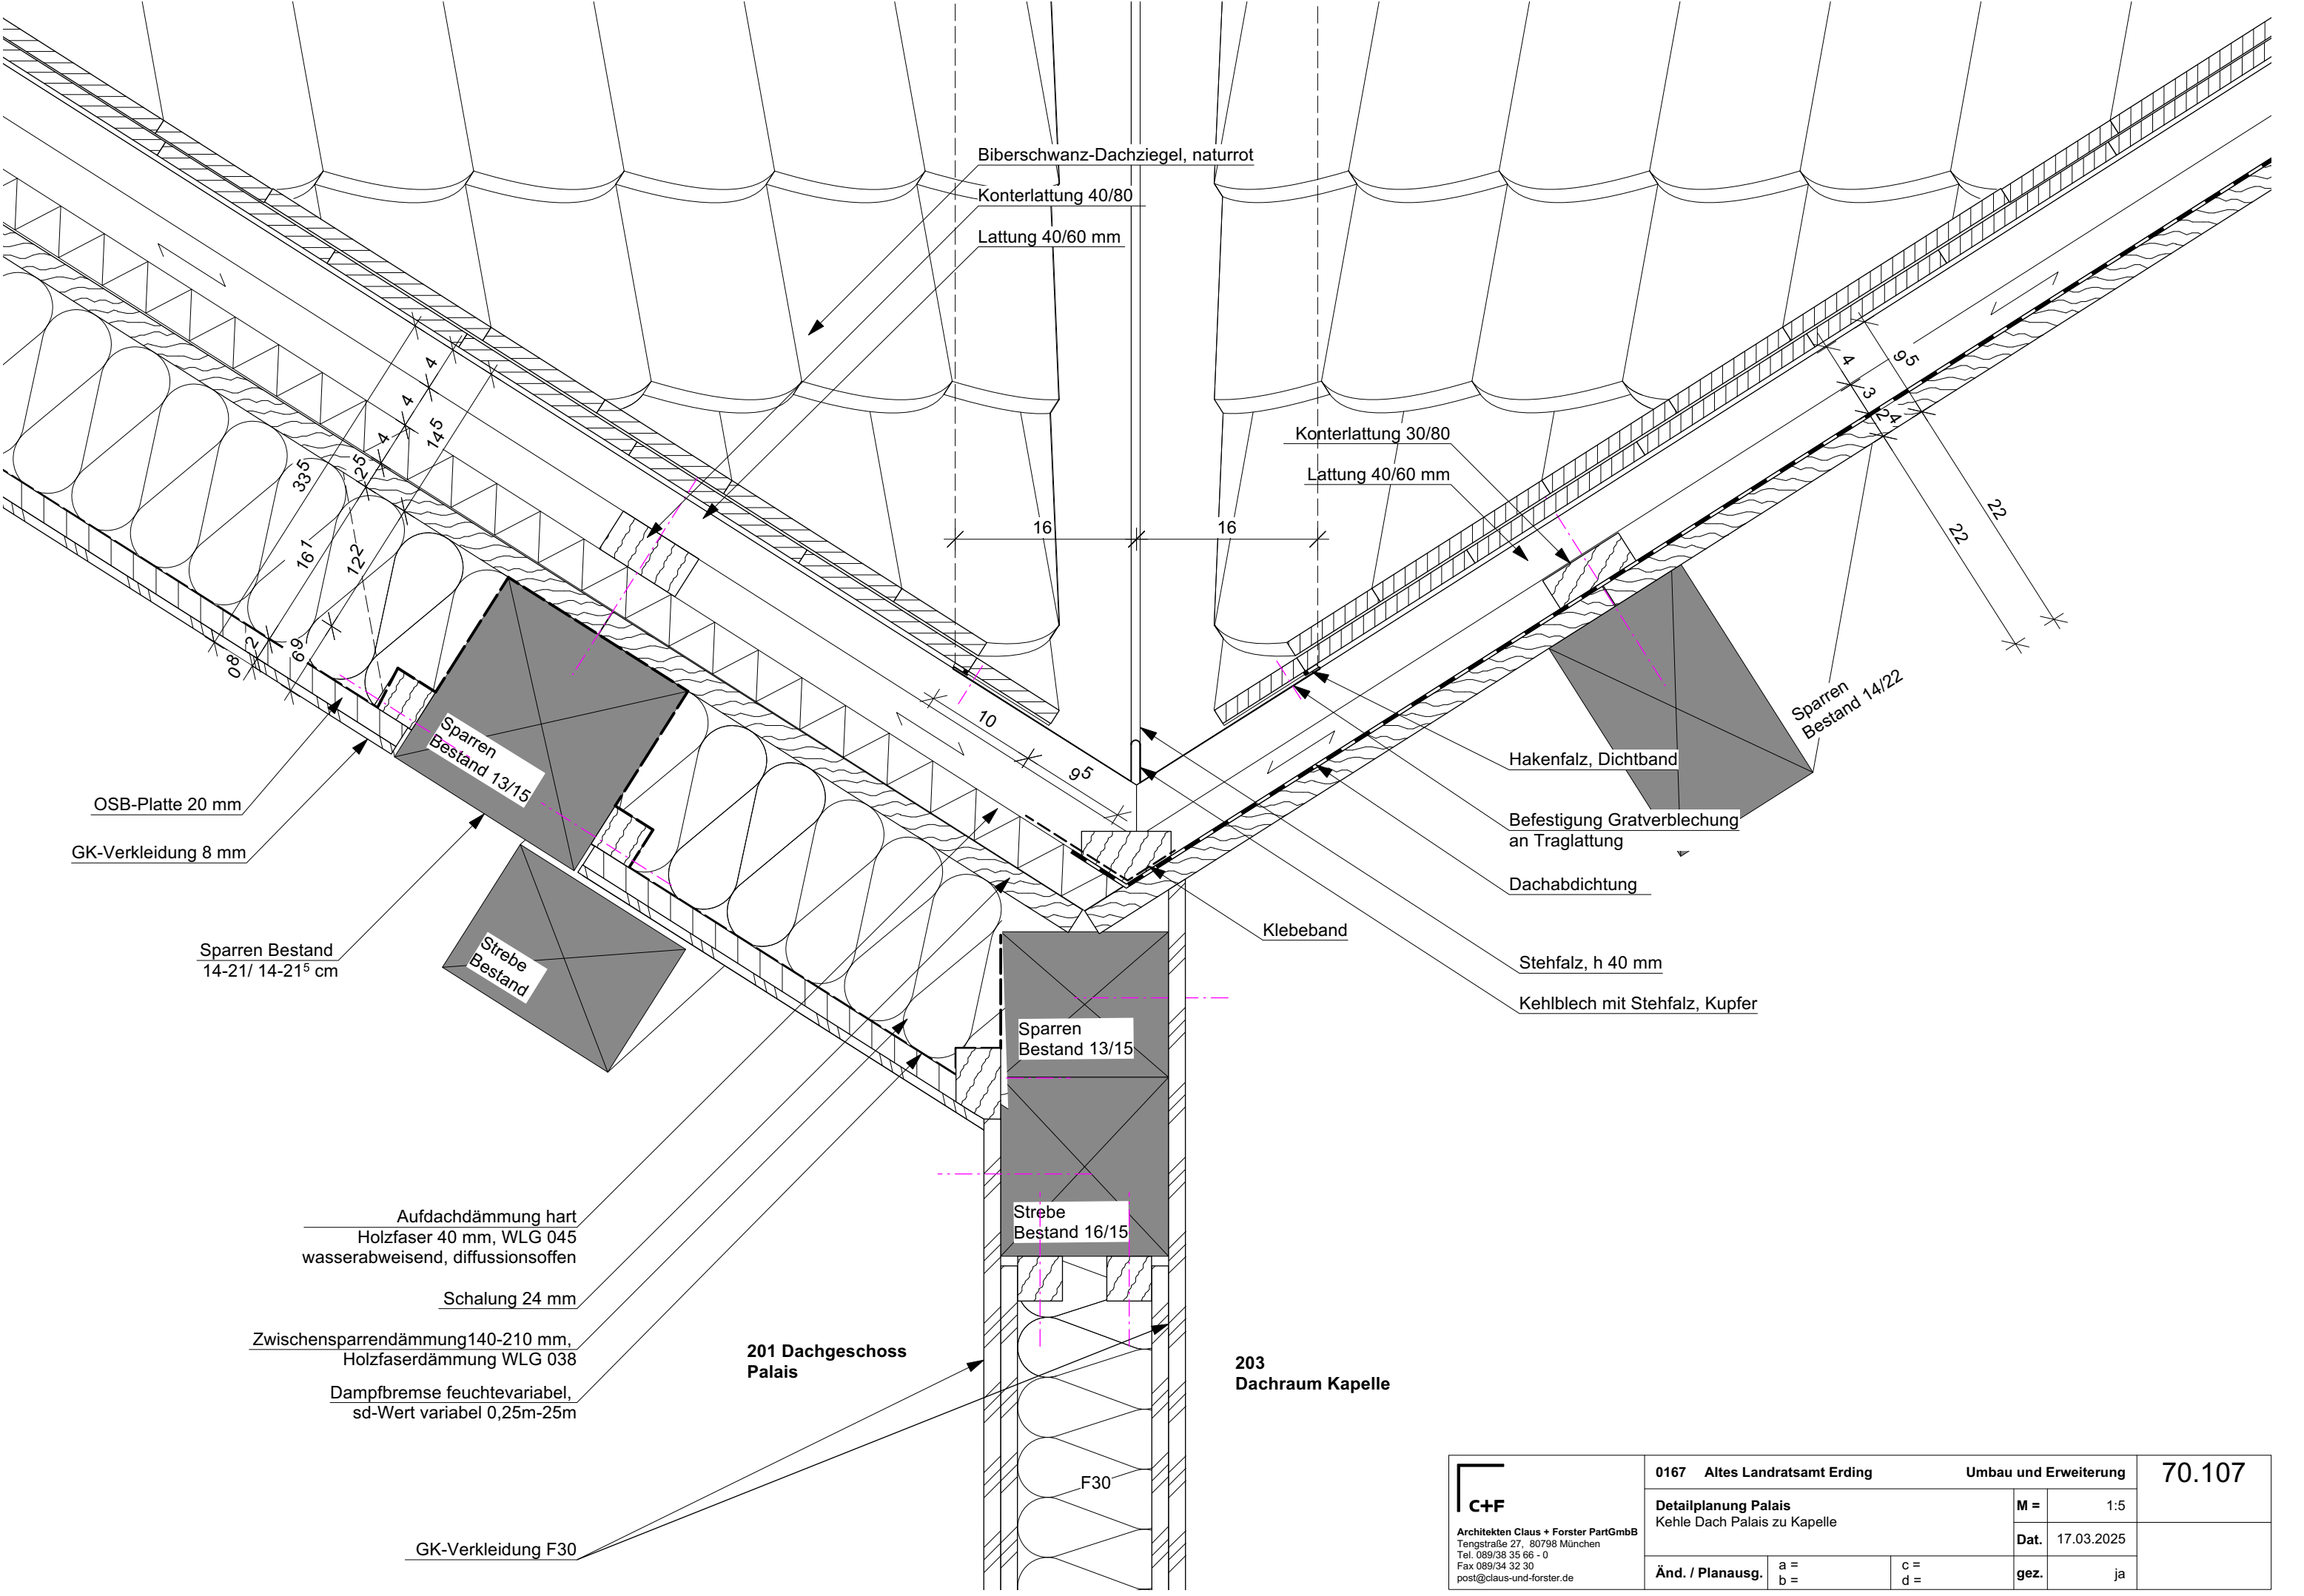 Biberschwanz-Dachziegel, naturrot
Konterlattung 40/80
Lattung 40/60 mm
Konterlattung 30/80
Lattung 40/60 mm
16
16
4
4
4
14⁵
2⁵
33⁵
16¹
12²
2
6⁹
0⁸
4
9⁵
3
2⁴
22
22
10
9⁵
Sparren
Bestand 13/15
Sparren
Bestand 14/22
OSB-Platte 20 mm
GK-Verkleidung 8 mm
Sparren Bestand
14-21/ 14-21⁵ cm
Strebe
Bestand
Hakenfalz, Dichtband
Befestigung Gratverblechung
an Traglattung
Dachabdichtung
Klebeband
Stehfalz, h 40 mm
Kehlblech mit Stehfalz, Kupfer
Sparren
Bestand 13/15
Strebe
Bestand 16/15
Aufdachdämmung hart
Holzfaser 40 mm, WLG 045
wasserabweisend, diffussionsoffen
Schalung 24 mm
Zwischensparrendämmung140-210 mm,
Holzfaserdämmung WLG 038
Dampfbremse feuchtevariabel,
sd-Wert variabel 0,25m-25m
GK-Verkleidung F30
201 Dachgeschoss
Palais
203
Dachraum Kapelle
F30
C+F
Architekten Claus + Forster PartGmbB
Tengstraße 27, 80798 München
Tel. 089/38 35 66 - 0
Fax 089/34 32 30
post@claus-und-forster.de
0167 Altes Landratsamt Erding Umbau und Erweiterung
70.107
Detailplanung Palais
Kehle Dach Palais zu Kapelle
M = 1:5
Dat. 17.03.2025
Änd. / Planausg.
a = c =
b = d =
gez. ja